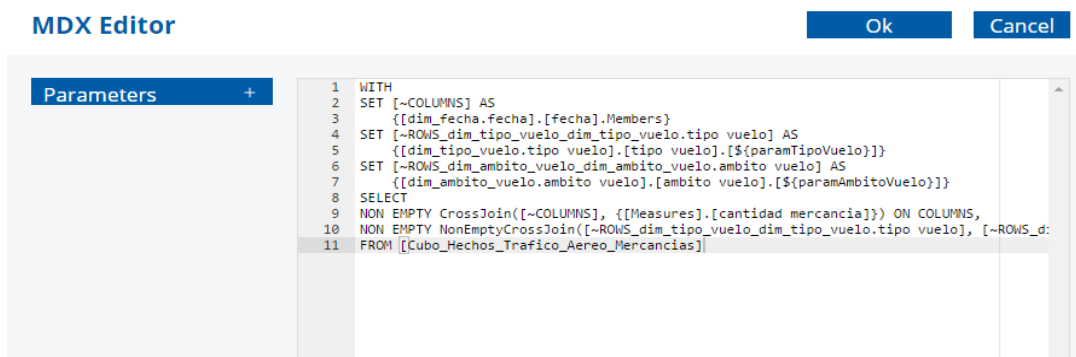 MDX Editor
Ok
Cancel
Parameters +
1 WITH
2 SET [~COLUMNS] AS
3 {[dim_fecha.fecha].[fecha].Members}
4 SET [~ROWS_dim_tipo_vuelo_dim_tipo_vuelo.tipo vuelo] AS
5 {[dim_tipo_vuelo.tipo vuelo].[tipo vuelo].[${paramTipoVuelo}]}
6 SET [~ROWS_dim_ambito_vuelo_dim_ambito_vuelo.ambito vuelo] AS
7 {[dim_ambito_vuelo.ambito vuelo].[ambito vuelo].[${paramAmbitoVuelo}]}
8 SELECT
9 NON EMPTY CrossJoin([~COLUMNS], {[Measures].[cantidad mercancia]}) ON COLUMNS,
10 NON EMPTY NonEmptyCrossJoin([~ROWS_dim_tipo_vuelo_dim_tipo_vuelo.tipo vuelo], [~ROWS_d
11 FROM [Cubo_Hechos_Trafico_Aereo_Mercancias]